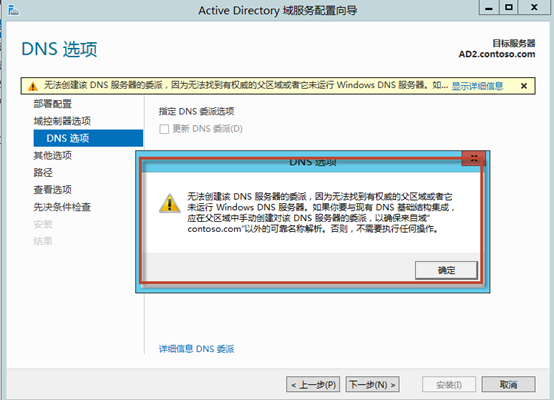 Active Directory 域服务配置向导
DNS 选项
目标服务器
AD2.contoso.com
无法创建该 DNS 服务器的委派，因为无法找到有权威的父区域或者它未运行 Windows DNS 服务器。如... 显示详细信息
部署配置
域控制器选项
DNS 选项
其他选项
路径
查看选项
先决条件检查
安装
结果
指定 DNS 委派选项
更新 DNS 委派(D)
DNS 选项
无法创建该 DNS 服务器的委派，因为无法找到有权威的父区域或者它
未运行 Windows DNS 服务器。如果你要与现有 DNS 基础结构集成，
应在父区域中手动创建对该 DNS 服务器的委派，以确保来自域"
contoso.com"以外的可靠名称解析。否则，不需要执行任何操作。
确定
详细信息 DNS 委派
< 上一步(P)
下一步(N) >
安装(I)
取消